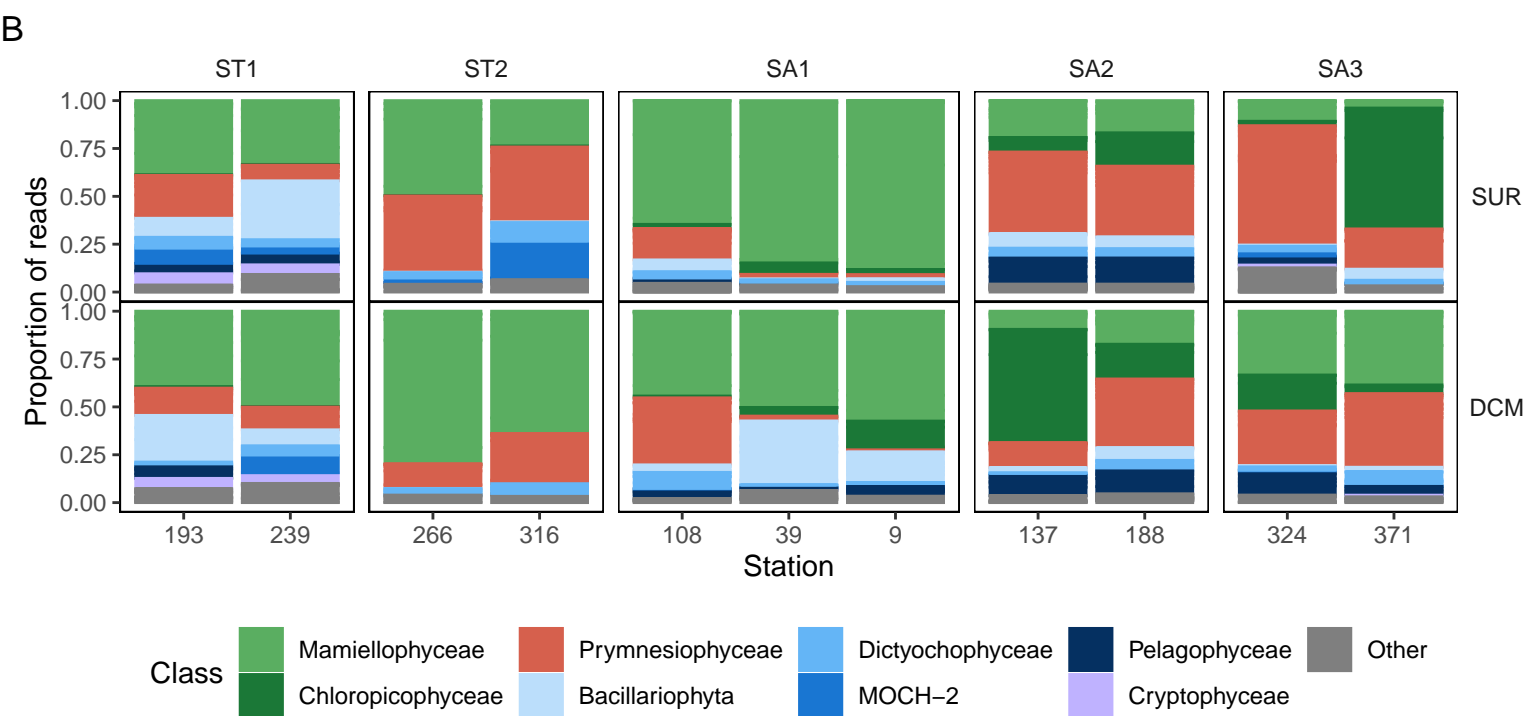 B
ST1 ST2 SA1 SA2 SA3
1.00
0.75
0.50
0.25
0.00
SUR
1.00
0.75
0.50
0.25
0.00
DCM
Proportion of reads
193 239 266 316 108 39 9 137 188 324 371
Station
Class
Mamiellophyceae Prymnesiophyceae Dictyochophyceae Pelagophyceae Other
Chloropicophyceae Bacillariophyta MOCH−2 Cryptophyceae